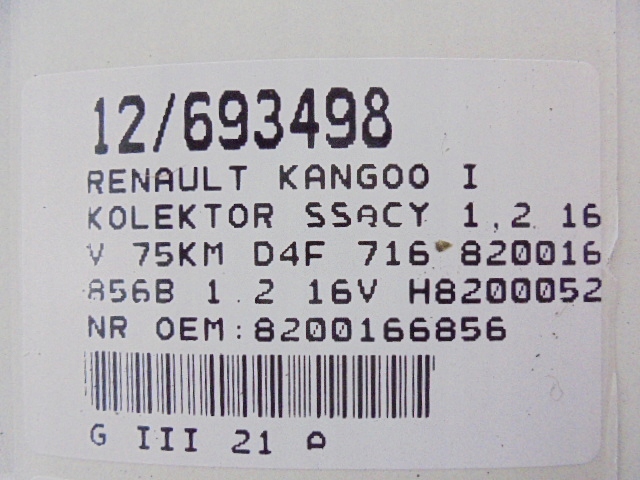 12/693498
RENAULT KANGOO I
KOLEKTOR SSACY 1,2 16
V 75KM D4F 716 820016
856B 1.2 16V H8200052
NR OEM:8200166856
G III 21 A